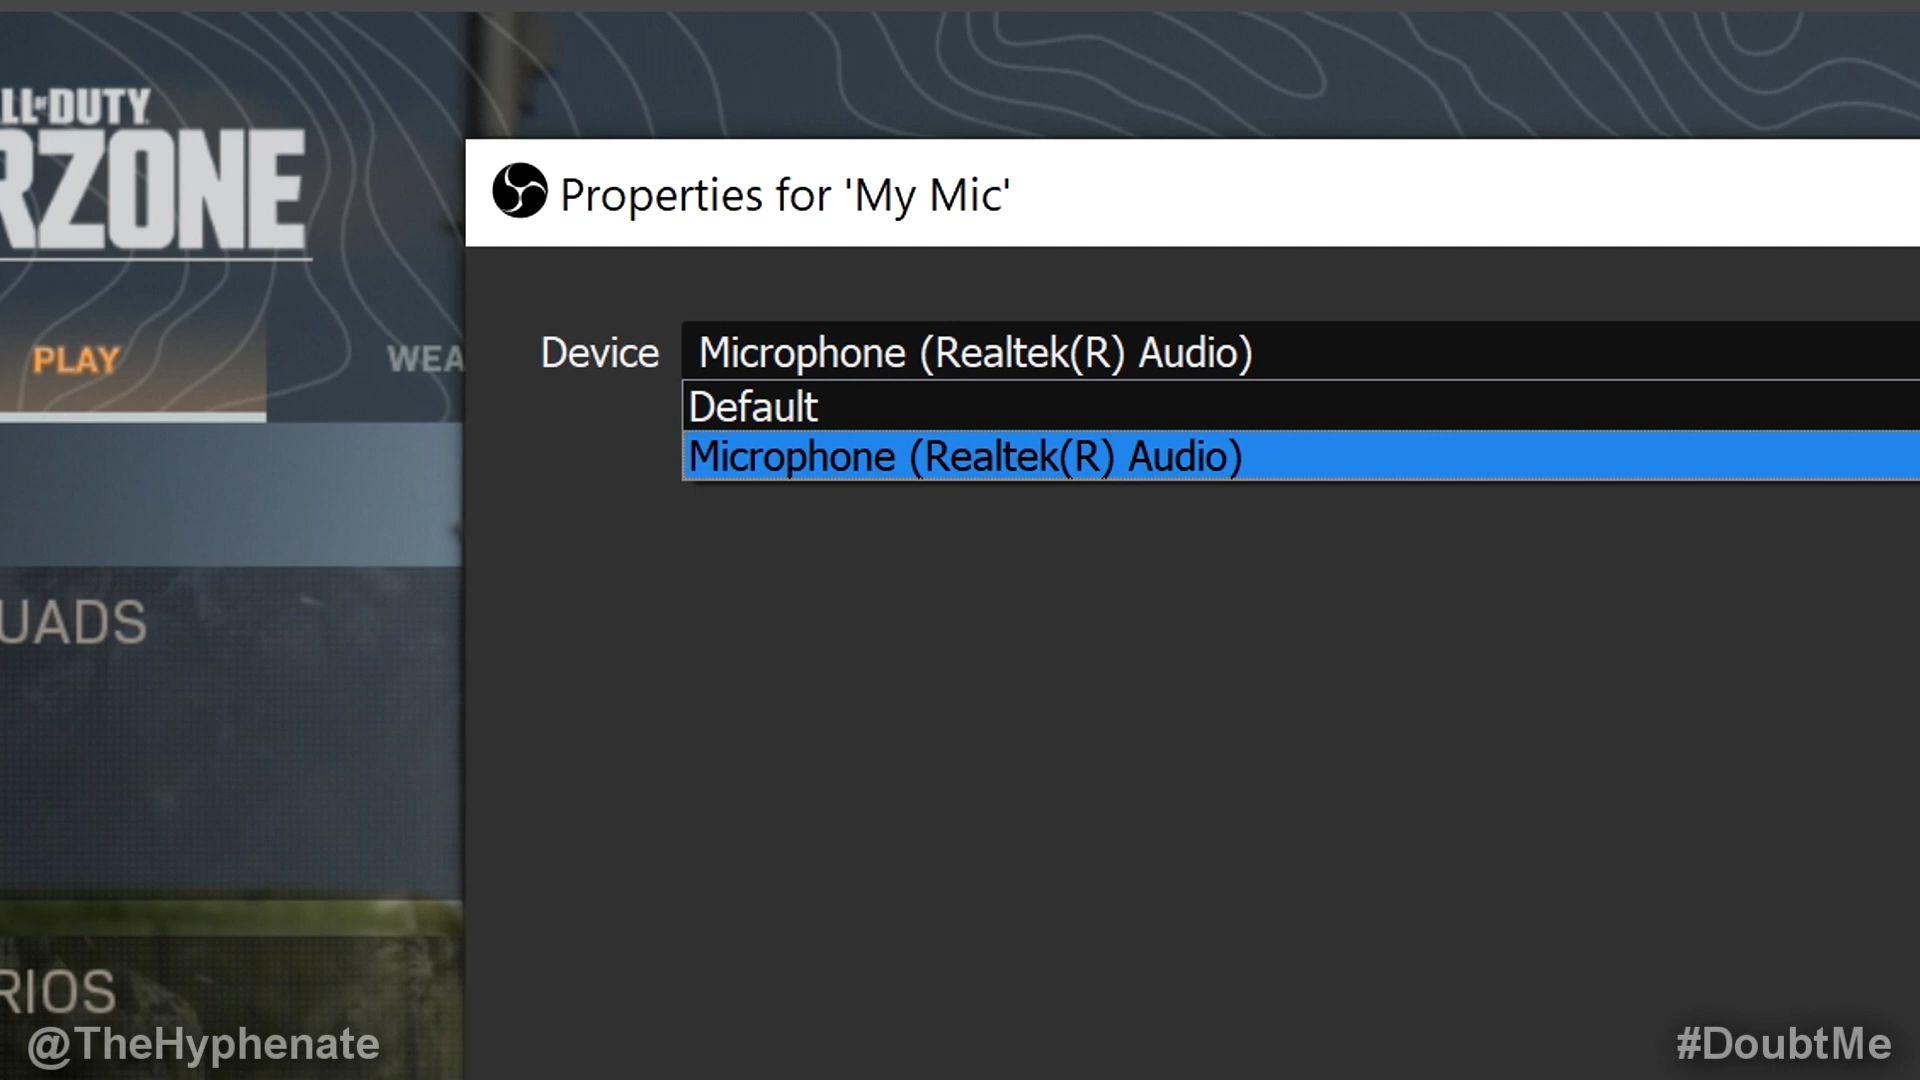 LL OF DUTY
RZONE
Properties for 'My Mic'
Device
Microphone (Realtek(R) Audio)
Default
Microphone (Realtek(R) Audio)
PLAY
WEA
UADS
RIOS
@TheHyphenate
#DoubtMe